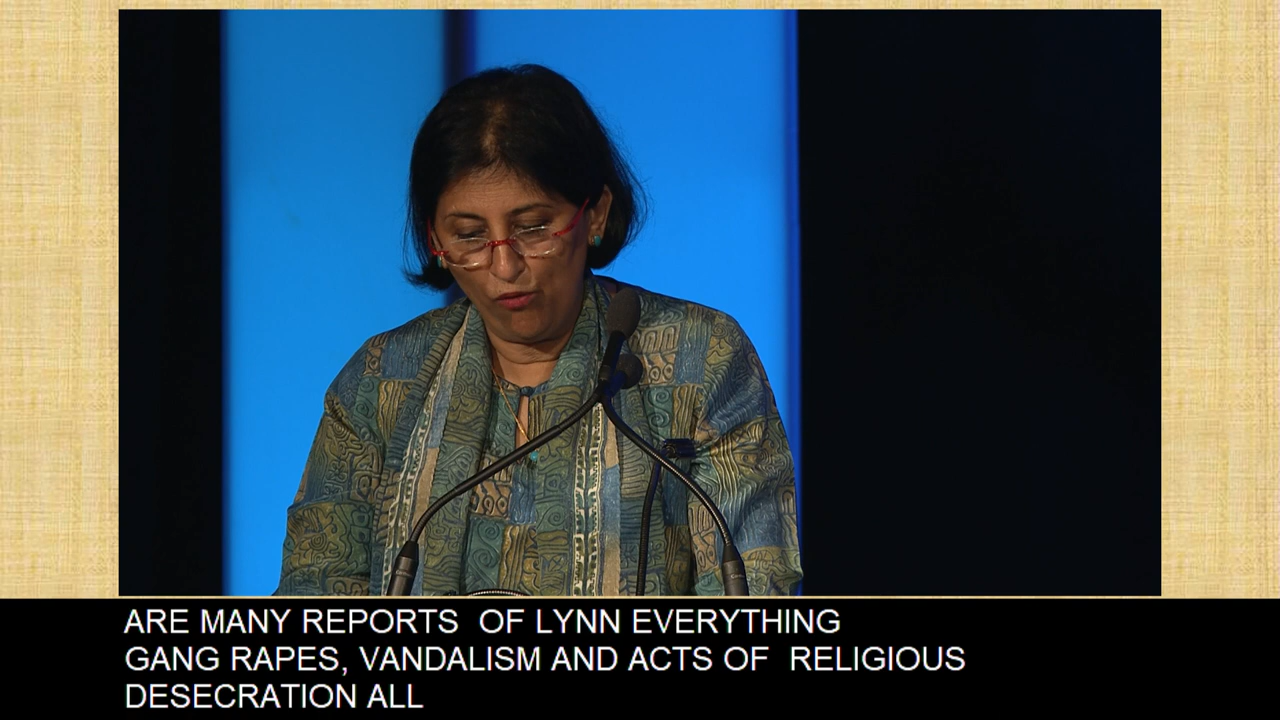 ARE MANY REPORTS  OF LYNN EVERYTHING
GANG RAPES, VANDALISM AND ACTS OF  RELIGIOUS
DESECRATION ALL